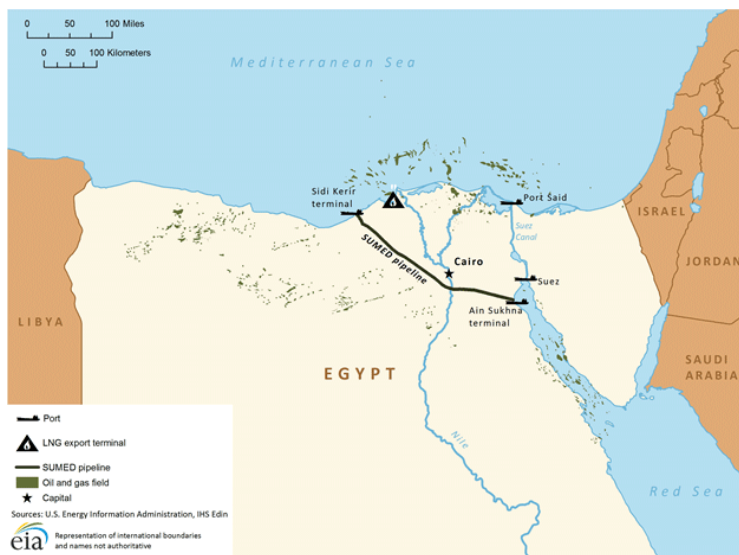 0 50 100 Miles
0 50 100 Kilometers
Mediterranean Sea
Sidi Kerir
terminal
Port Said
Suez
Canal
ISRAEL
SUMED pipeline
Cairo
Suez
JORDAN
Ain Sukhna
terminal
LIBYA
EGYPT
SAUDI
ARABIA
Nile
Red Sea
Port
LNG export terminal
SUMED pipeline
Oil and gas field
Capital
Sources: U.S. Energy Information Administration, IHS Edin
eia
Representation of international boundaries
and names not authoritative